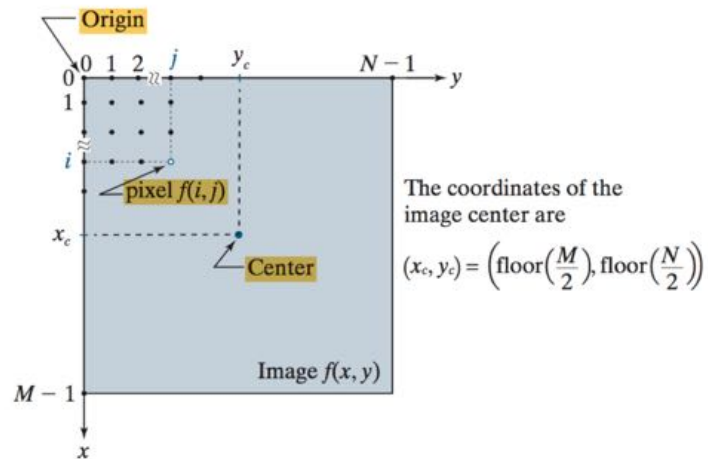 Origin
0 1 2 j y_c N − 1
0 y
1
i
pixel f(i, j)
x_c
Center
The coordinates of the
image center are
(x_c, y_c) = (floor(M/2), floor(N/2))
Image f(x, y)
M − 1
x